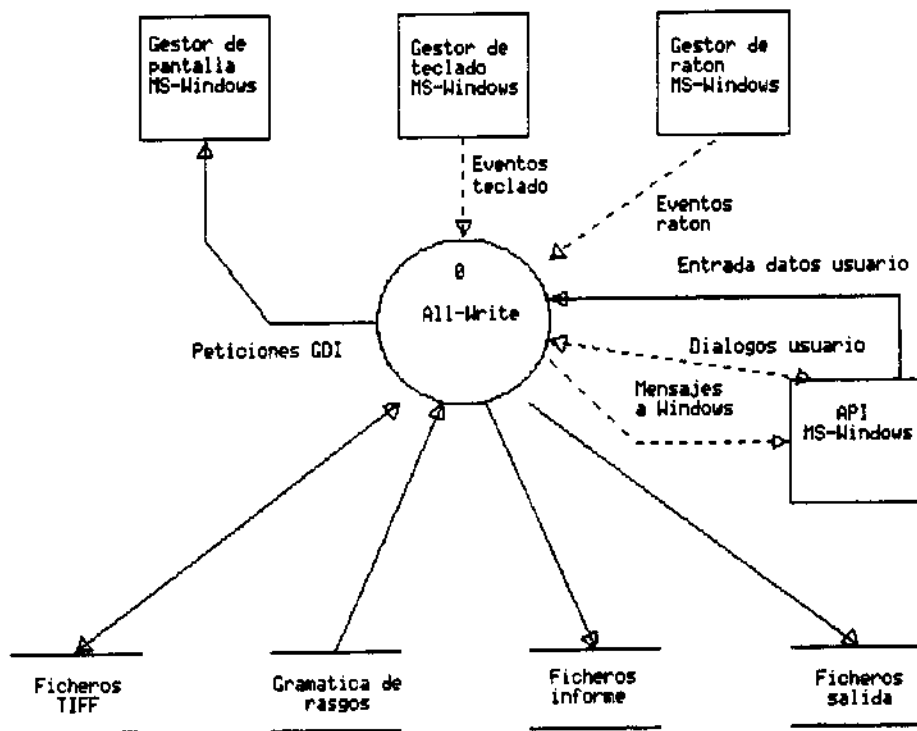 Gestor de
pantalla
MS-Windows
Gestor de
teclado
MS-Windows
Gestor de
raton
MS-Windows
Eventos
teclado
Eventos
raton
0
All-Write
Entrada datos usuario
Peticiones GDI
Dialogos usuario
Mensajes
a Windows
API
MS-Windows
Ficheros
TIFF
Gramatica de
rasgos
Ficheros
informe
Ficheros
salida